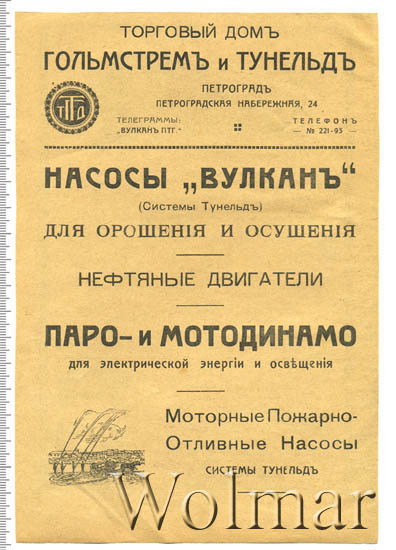 ТОРГОВЫЙ ДОМЪ
ГОЛЬМСТРЕМЪ и ТУНЕЛЬДЪ
ПЕТРОГРАДЪ
ПЕТРОГРАДСКАЯ НАБЕРЕЖНАЯ, 24
ТЕЛЕГРАММЫ:
„ВУЛКАНЪ ПТГ."
ТЕЛЕФОНЪ
— № 221-93 —
НАСОСЫ „ВУЛКАНЪ"
(Системы Тунельдъ)
ДЛЯ ОРОШЕНІЯ И ОСУШЕНІЯ
НЕФТЯНЫЕ ДВИГАТЕЛИ
ПАРО- и МОТОДИНАМО
для электрической энергіи и освѣщенія
Моторные Пожарно-
Отливные Насосы
СИСТЕМЫ ТУНЕЛЬДЪ
Wolmar